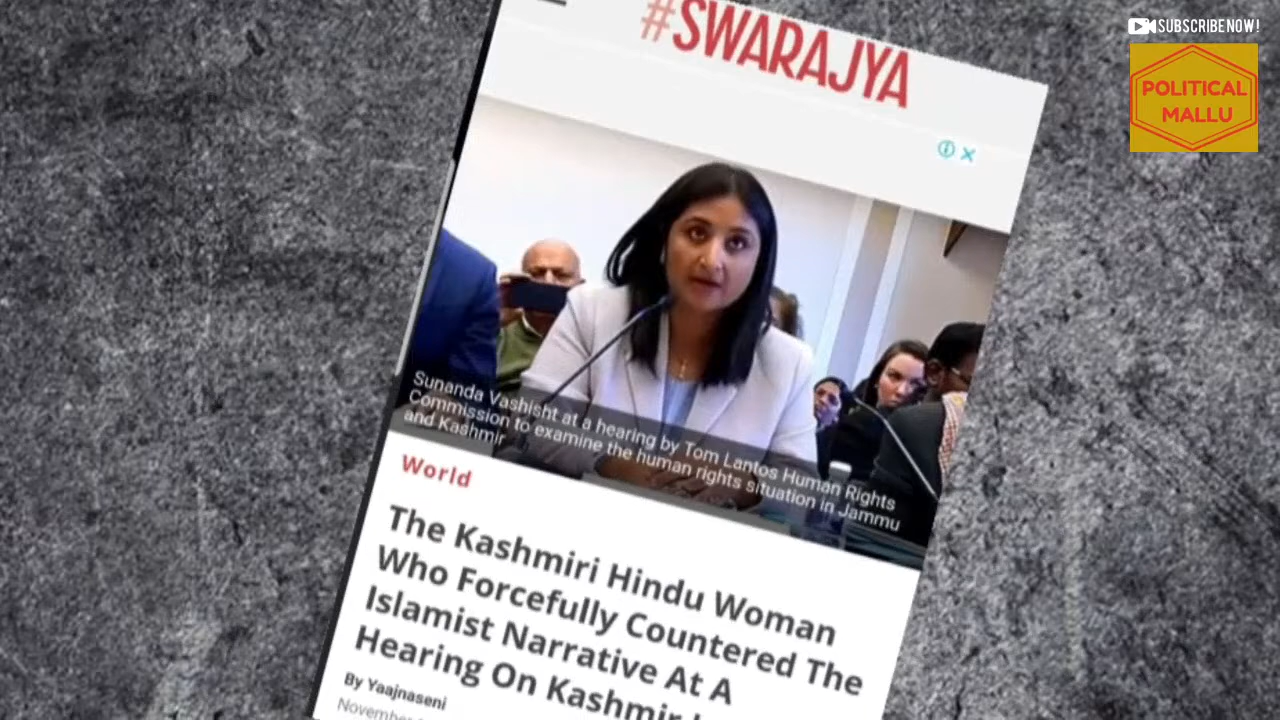 SUBSCRIBE NOW!
POLITICAL
MALLU
#SWARAJYA
Sunanda Vashisht at a hearing by Tom Lantos Human Rights
Commission to examine the human rights situation in Jammu
and Kashmir
World
The Kashmiri Hindu Woman
Who Forcefully Countered The
Islamist Narrative At A
Hearing On Kashmir
By Yaajnaseni
November